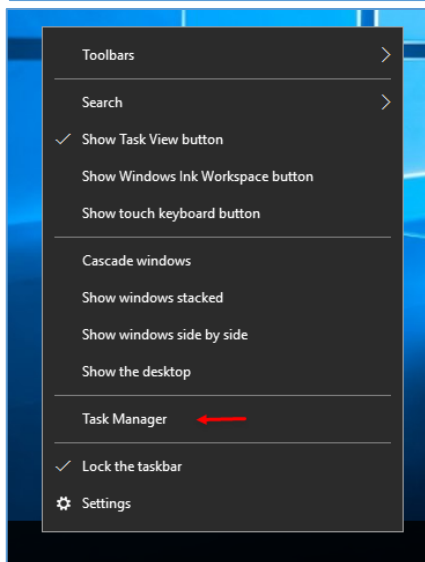 Toolbars
Search
Show Task View button
Show Windows Ink Workspace button
Show touch keyboard button
Cascade windows
Show windows stacked
Show windows side by side
Show the desktop
Task Manager
Lock the taskbar
Settings